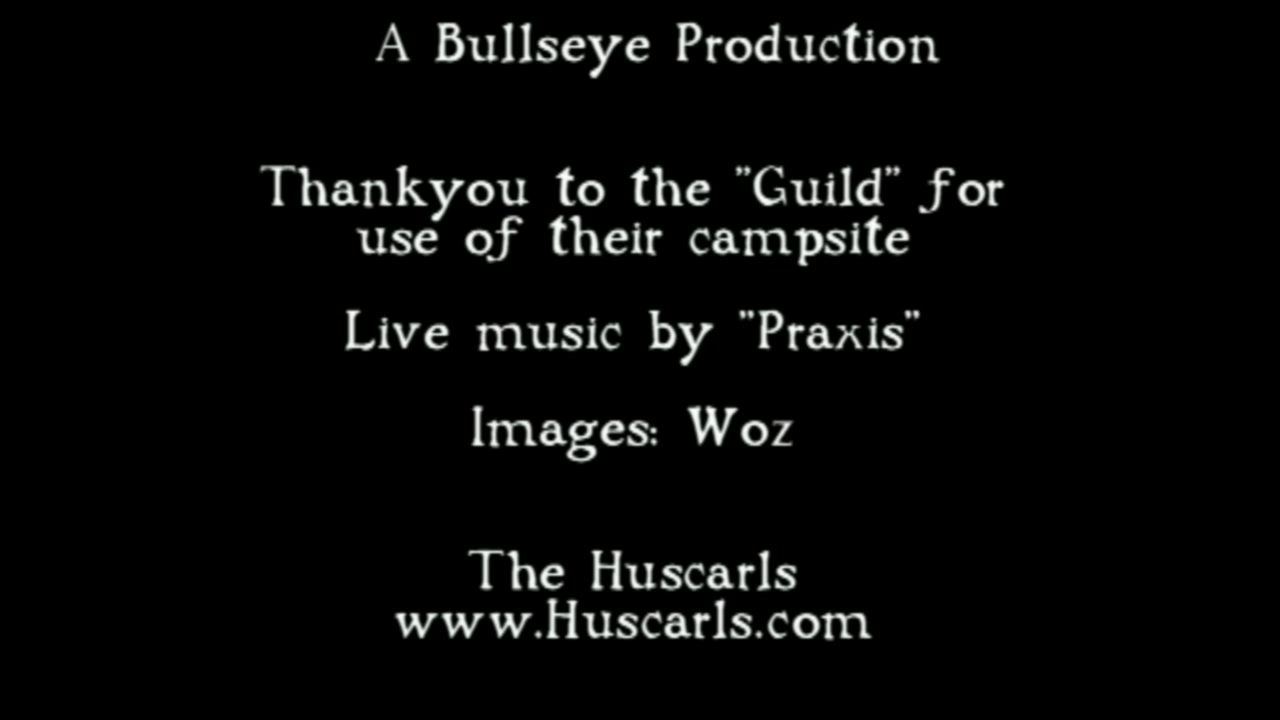 A Bullseye Production
Thankyou to the "Guild" for
use of their campsite
Live music by "Praxis"
Images: Woz
The Huscarls
www.Huscarls.com